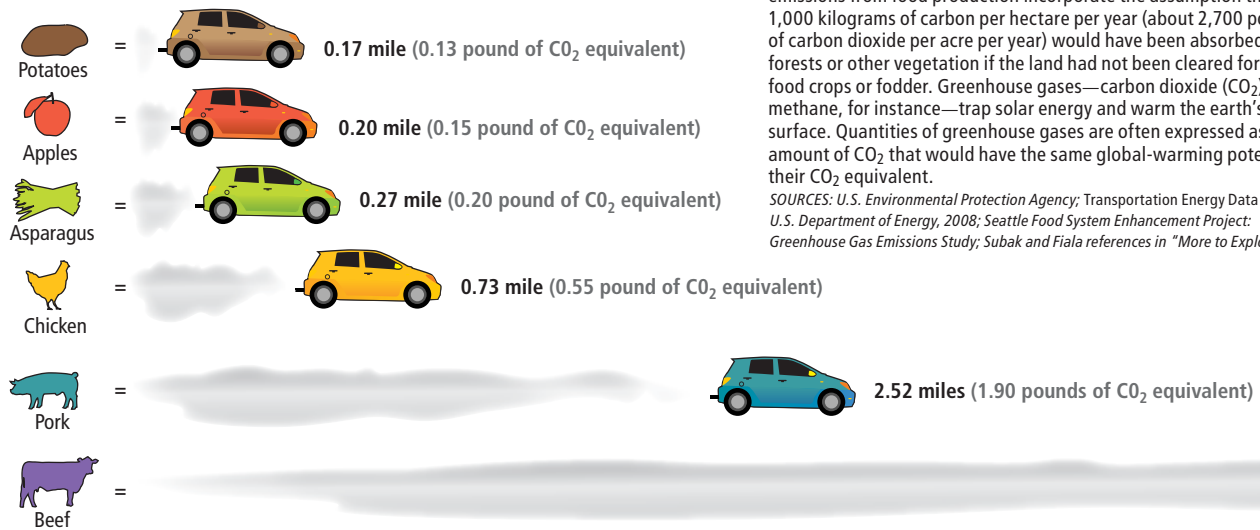 Potatoes
=
0.17 mile (0.13 pound of C0₂ equivalent)
Apples
=
0.20 mile (0.15 pound of C0₂ equivalent)
Asparagus
=
0.27 mile (0.20 pound of C0₂ equivalent)
Chicken
=
0.73 mile (0.55 pound of C0₂ equivalent)
Pork
=
2.52 miles (1.90 pounds of C0₂ equivalent)
Beef
=
emissions from food production incorporate the assumption
1,000 kilograms of carbon per hectare per year (about 2,700
of carbon dioxide per acre per year) would have been absorbed
forests or other vegetation if the land had not been cleared for
food crops or fodder. Greenhouse gases—carbon dioxide (CO₂)
methane, for instance—trap solar energy and warm the earth's
surface. Quantities of greenhouse gases are often expressed
amount of CO₂ that would have the same global-warming
their CO₂ equivalent.
SOURCES: U.S. Environmental Protection Agency; Transportation Energy Data
U.S. Department of Energy, 2008; Seattle Food System Enhancement Project:
Greenhouse Gas Emissions Study; Subak and Fiala references in "More to